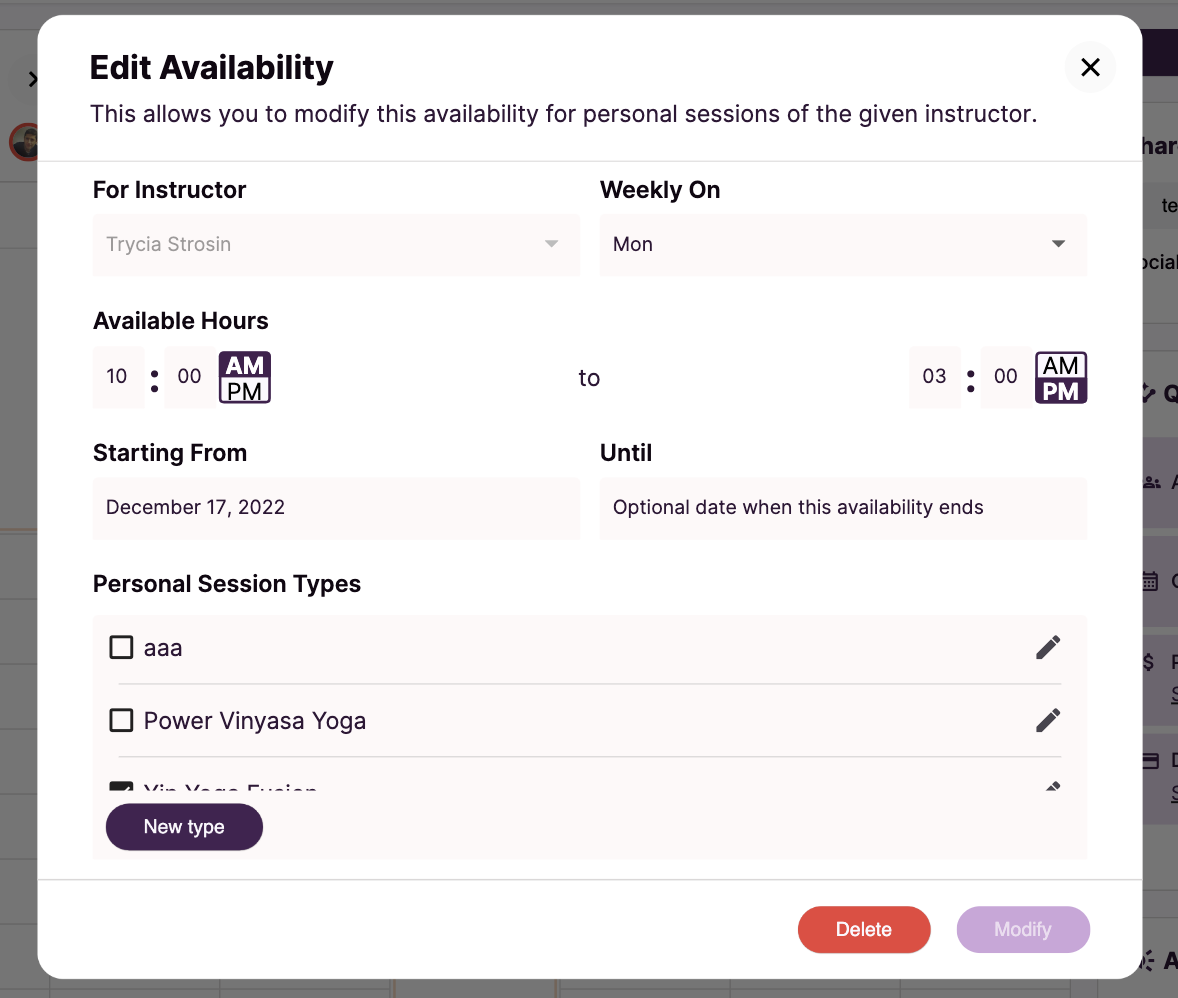 Edit Availability
This allows you to modify this availability for personal sessions of the given instructor.
For Instructor
Weekly On
Trycia Strosin
Mon
Available Hours
10 : 00 AM PM
to
03 : 00 AM PM
Starting From
Until
December 17, 2022
Optional date when this availability ends
Personal Session Types
aaa
Power Vinyasa Yoga
Yin Yoga Fusion
New type
Delete
Modify